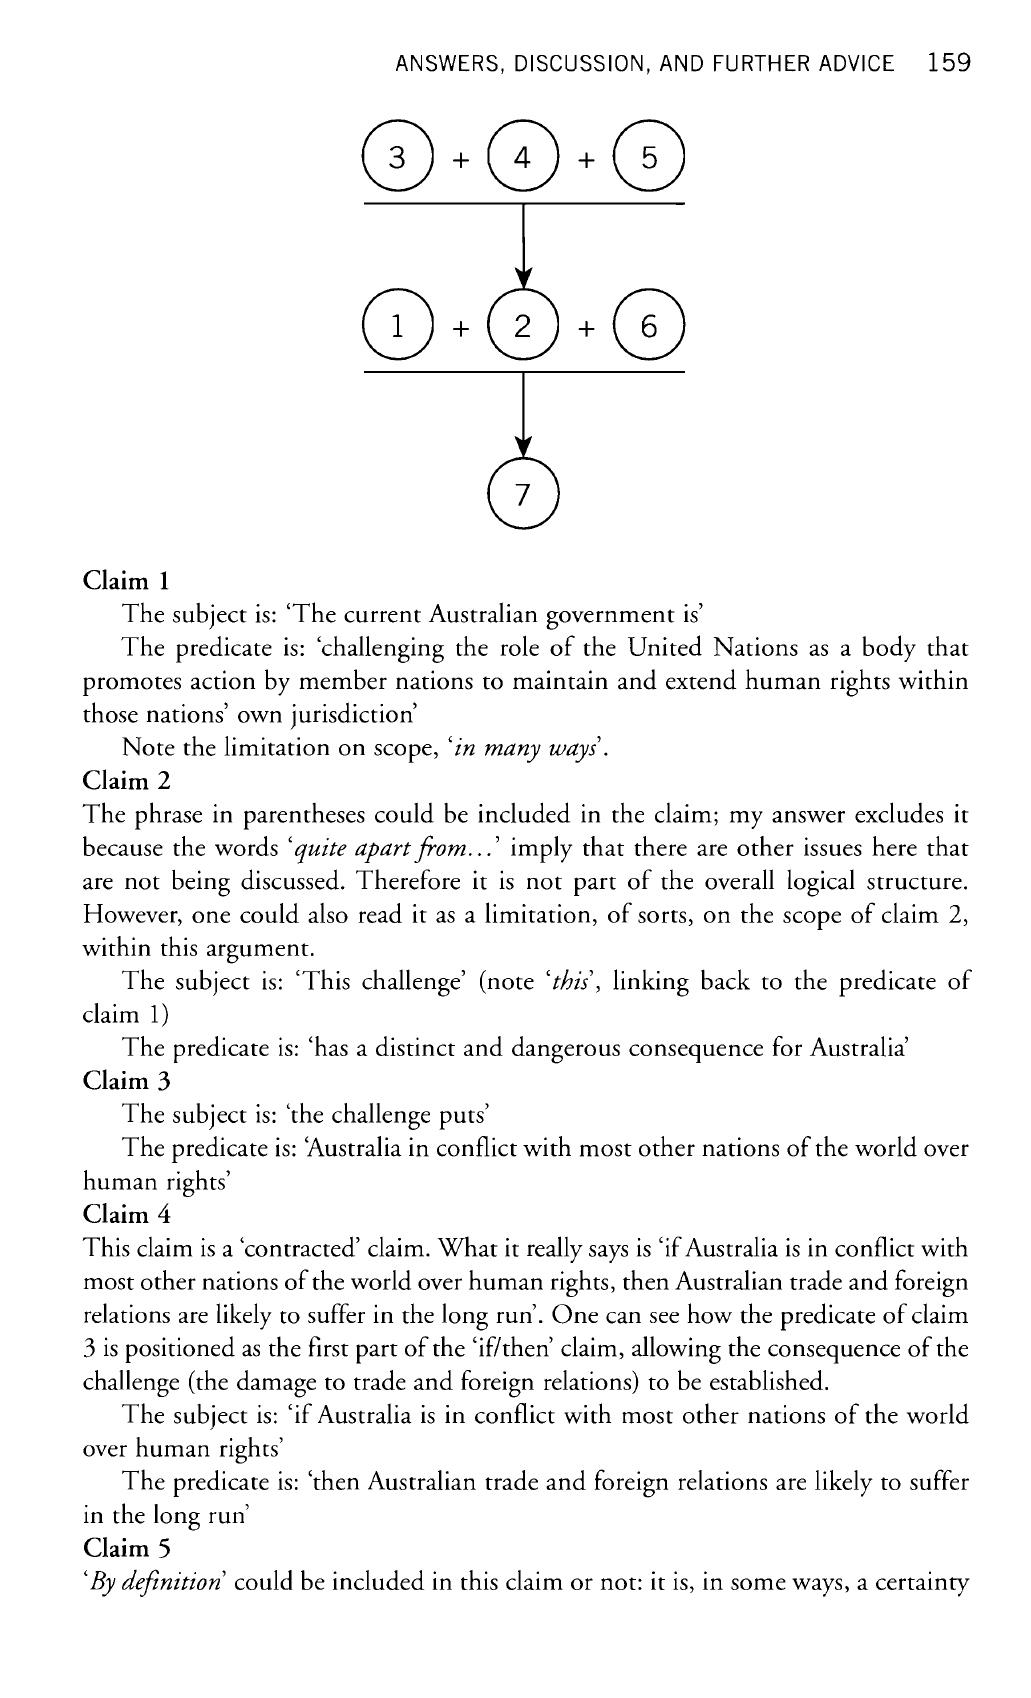 ANSWERS, DISCUSSION, AND FURTHER ADVICE 159
3 + 4 + 5
1 + 2 + 6
7
Claim 1
The subject is: ‘The current Australian government is’
The predicate is: ‘challenging the role of the United Nations as a body that
promotes action by member nations to maintain and extend human rights within
those nations’ own jurisdiction’
Note the limitation on scope, ‘in many ways’.
Claim 2
The phrase in parentheses could be included in the claim; my answer excludes it
because the words ‘quite apart from...’ imply that there are other issues here that
are not being discussed. Therefore it is not part of the overall logical structure.
However, one could also read it as a limitation, of sorts, on the scope of claim 2,
within this argument.
The subject is: ‘This challenge’ (note ‘this’, linking back to the predicate of
claim 1)
The predicate is: ‘has a distinct and dangerous consequence for Australia’
Claim 3
The subject is: ‘the challenge puts’
The predicate is: ‘Australia in conflict with most other nations of the world over
human rights’
Claim 4
This claim is a ‘contracted’ claim. What it really says is ‘if Australia is in conflict with
most other nations of the world over human rights, then Australian trade and foreign
relations are likely to suffer in the long run’. One can see how the predicate of claim
3 is positioned as the first part of the ‘if/then’ claim, allowing the consequence of the
challenge (the damage to trade and foreign relations) to be established.
The subject is: ‘if Australia is in conflict with most other nations of the world
over human rights’
The predicate is: ‘then Australian trade and foreign relations are likely to suffer
in the long run’
Claim 5
‘By definition’ could be included in this claim or not: it is, in some ways, a certainty